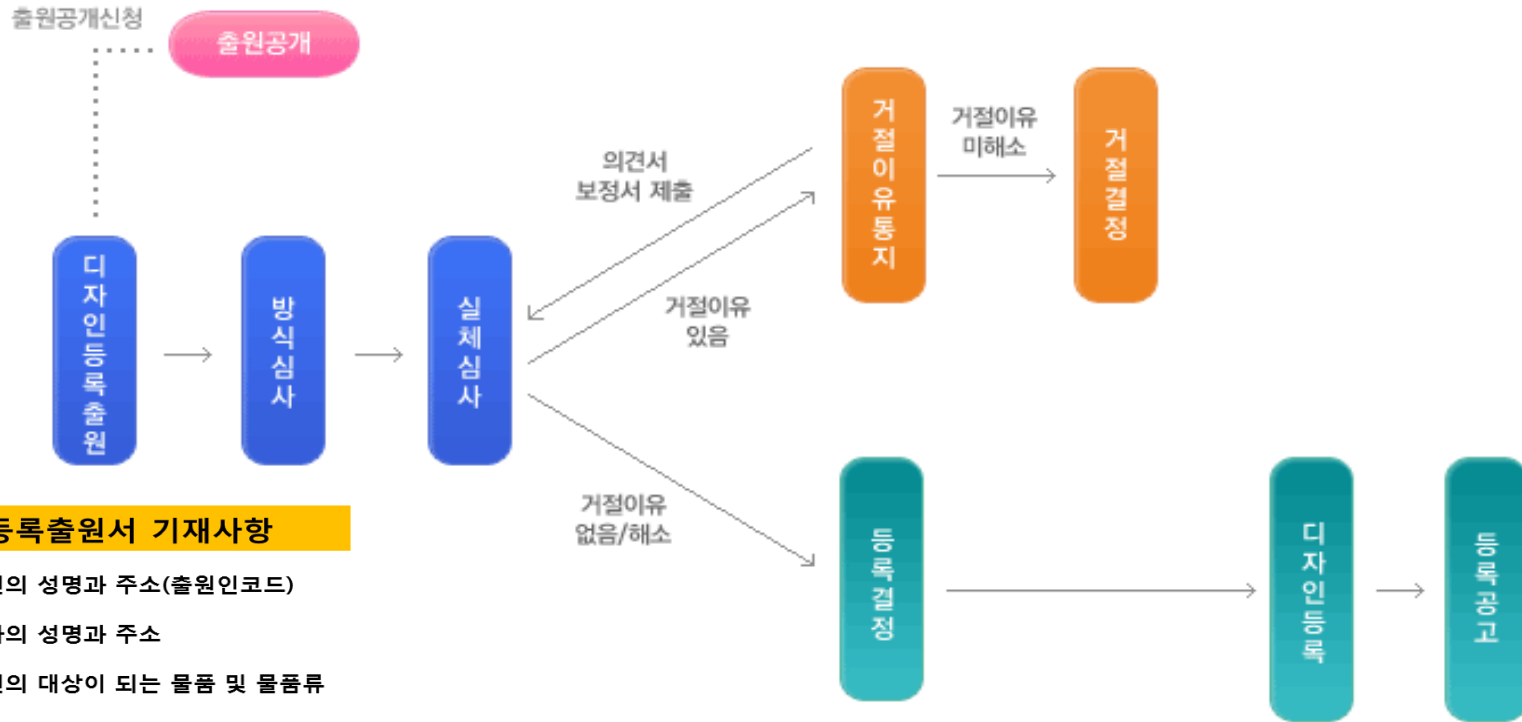 출원공개신청
출원공개
디자인등록출원
방식심사
실체심사
의견서
보정서 제출
거절이유
있음
거절이유통지
거절이유
미해소
거절결정
거절이유
없음/해소
등록결정
디자인등록
등록공고
등록출원서 기재사항
성명과 주소(출원인코드)
성명과 주소
대상이 되는 물품 및 물품류